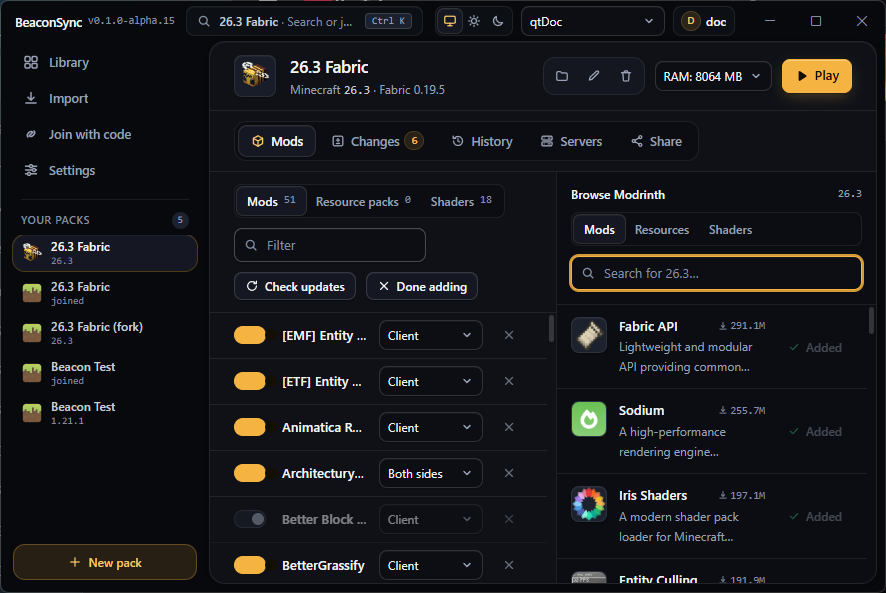 BeaconSync v0.1.0-alpha.15
26.3 Fabric · Search or j...
Ctrl K
qtDoc
D doc
Library
Import
Join with code
Settings
YOUR PACKS 5
26.3 Fabric
26.3
26.3 Fabric
joined
26.3 Fabric (fork)
26.3
Beacon Test
joined
Beacon Test
1.21.1
New pack
26.3 Fabric
Minecraft 26.3 · Fabric 0.19.5
RAM: 8064 MB
Play
Mods
Changes 6
History
Servers
Share
Mods 51
Resource packs 0
Shaders 18
Filter
Check updates
Done adding
[EMF] Entity ... Client
[ETF] Entity ... Client
Animatica R... Client
Architectury... Both sides
Better Block ... Client
BetterGrassify Client
Browse Modrinth 26.3
Mods
Resources
Shaders
Search for 26.3...
Fabric API 291.1M
Lightweight and modular
API providing common...
Added
Sodium 255.7M
A high-performance
rendering engine...
Added
Iris Shaders 197.1M
A modern shader pack
loader for Minecraft...
Added
Entity Culling 191.9M